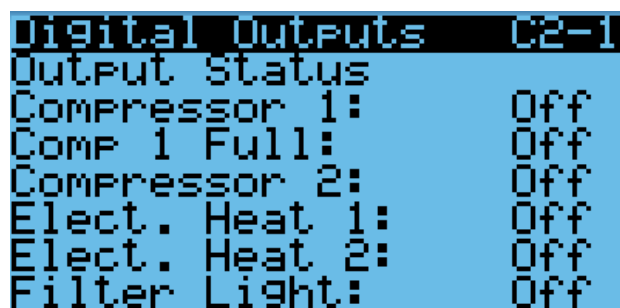 Digital Outputs C2-1
Output Status
Compressor 1: Off
Comp 1 Full: Off
Compressor 2: Off
Elect. Heat 1: Off
Elect. Heat 2: Off
Filter Light: Off